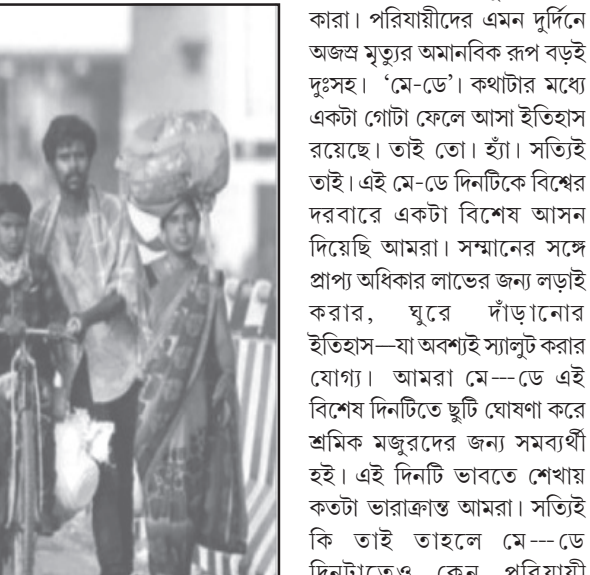 কারা। পরিযায়ীদের এমন দুর্দিনে
অজস্র মৃত্যুর অমানবিক রূপ বড়ই
দুঃসহ। ‘মে-ডে’। কথাটার মধ্যে
একটা গোটা ফেলে আসা ইতিহাস
রয়েছে। তাই তো। হ্যাঁ। সত্যিই
তাই। এই মে-ডে দিনটিকে বিশ্বের
দরবারে একটা বিশেষ আসন
দিয়েছি আমরা। সম্মানের সঙ্গে
প্রাপ্য অধিকার লাভের জন্য লড়াই
করার, ঘুরে দাঁড়ানোর
ইতিহাস—যা অবশ্যই স্যালুট করার
যোগ্য। আমরা মে---ডে এই
বিশেষ দিনটিতে ছুটি ঘোষণা করে
শ্রমিক মজুরদের জন্য সমব্যর্থী
হই। এই দিনটি ভাবতে শেখায়
কতটা ভারাক্রান্ত আমরা। সত্যিই
কি তাই তাহলে মে---ডে
দিনটাতেও কেন পরিযায়ী